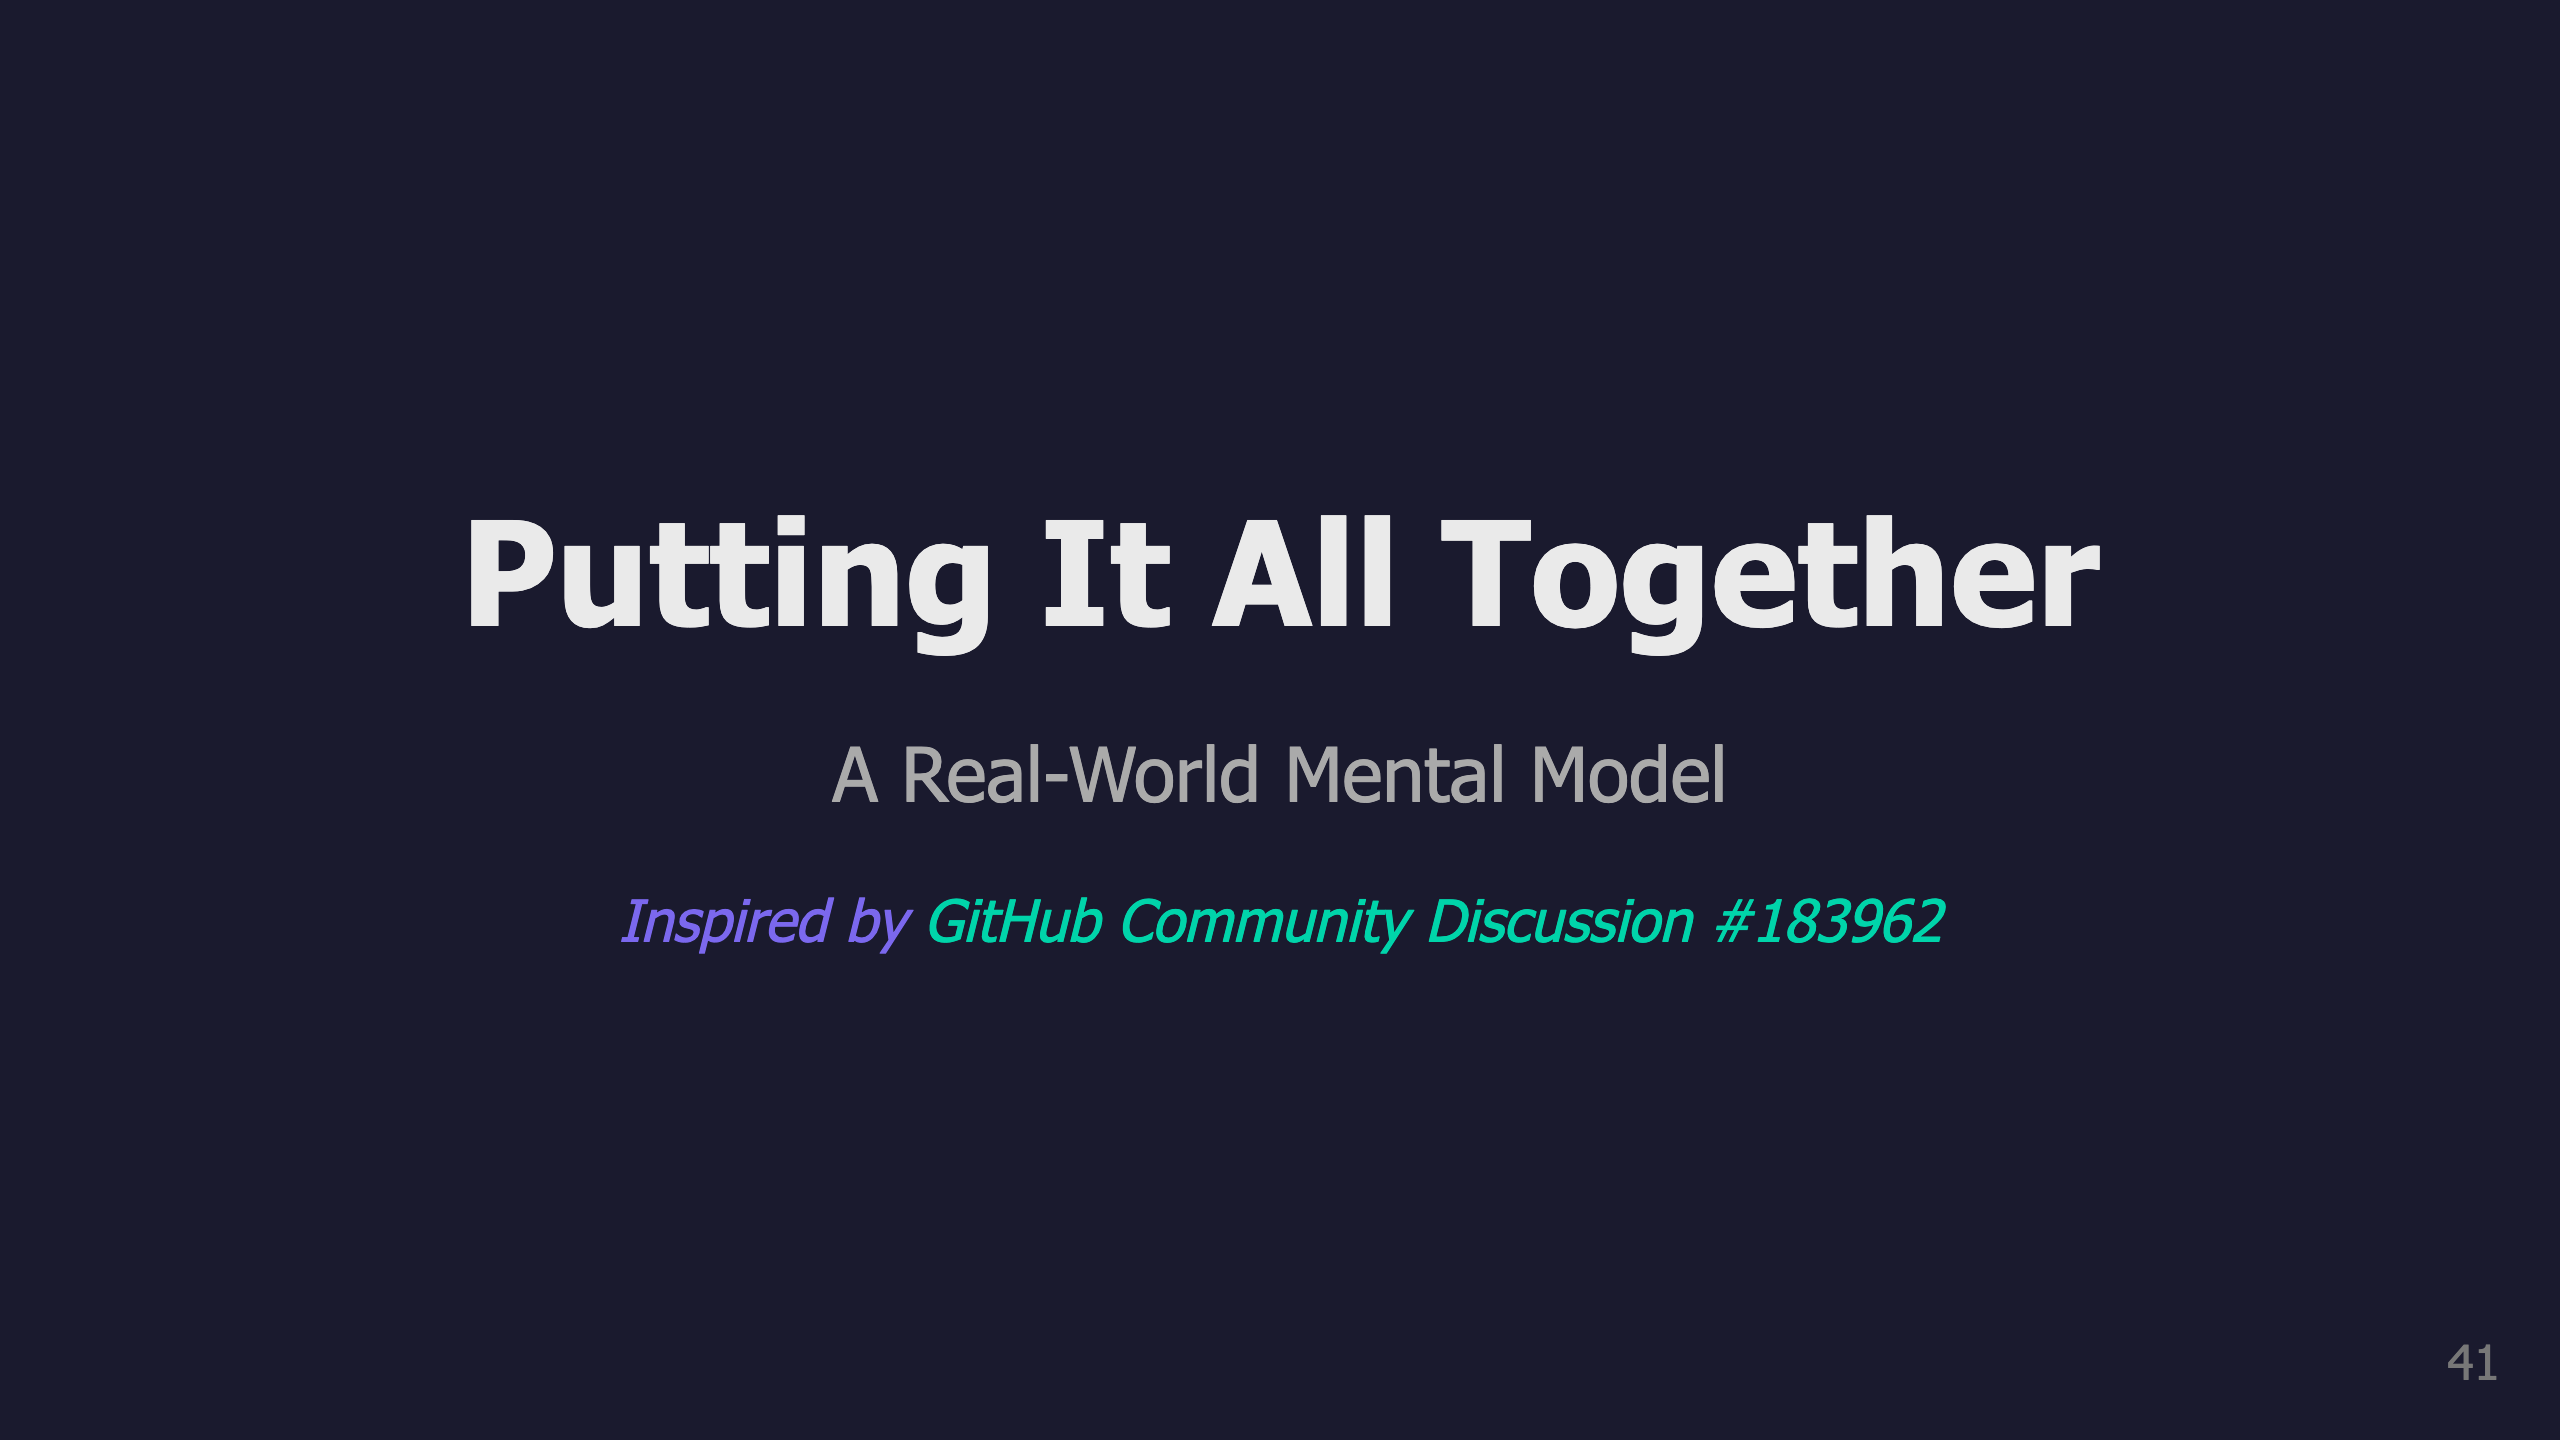 Putting It All Together
A Real-World Mental Model
Inspired by GitHub Community Discussion #183962
41